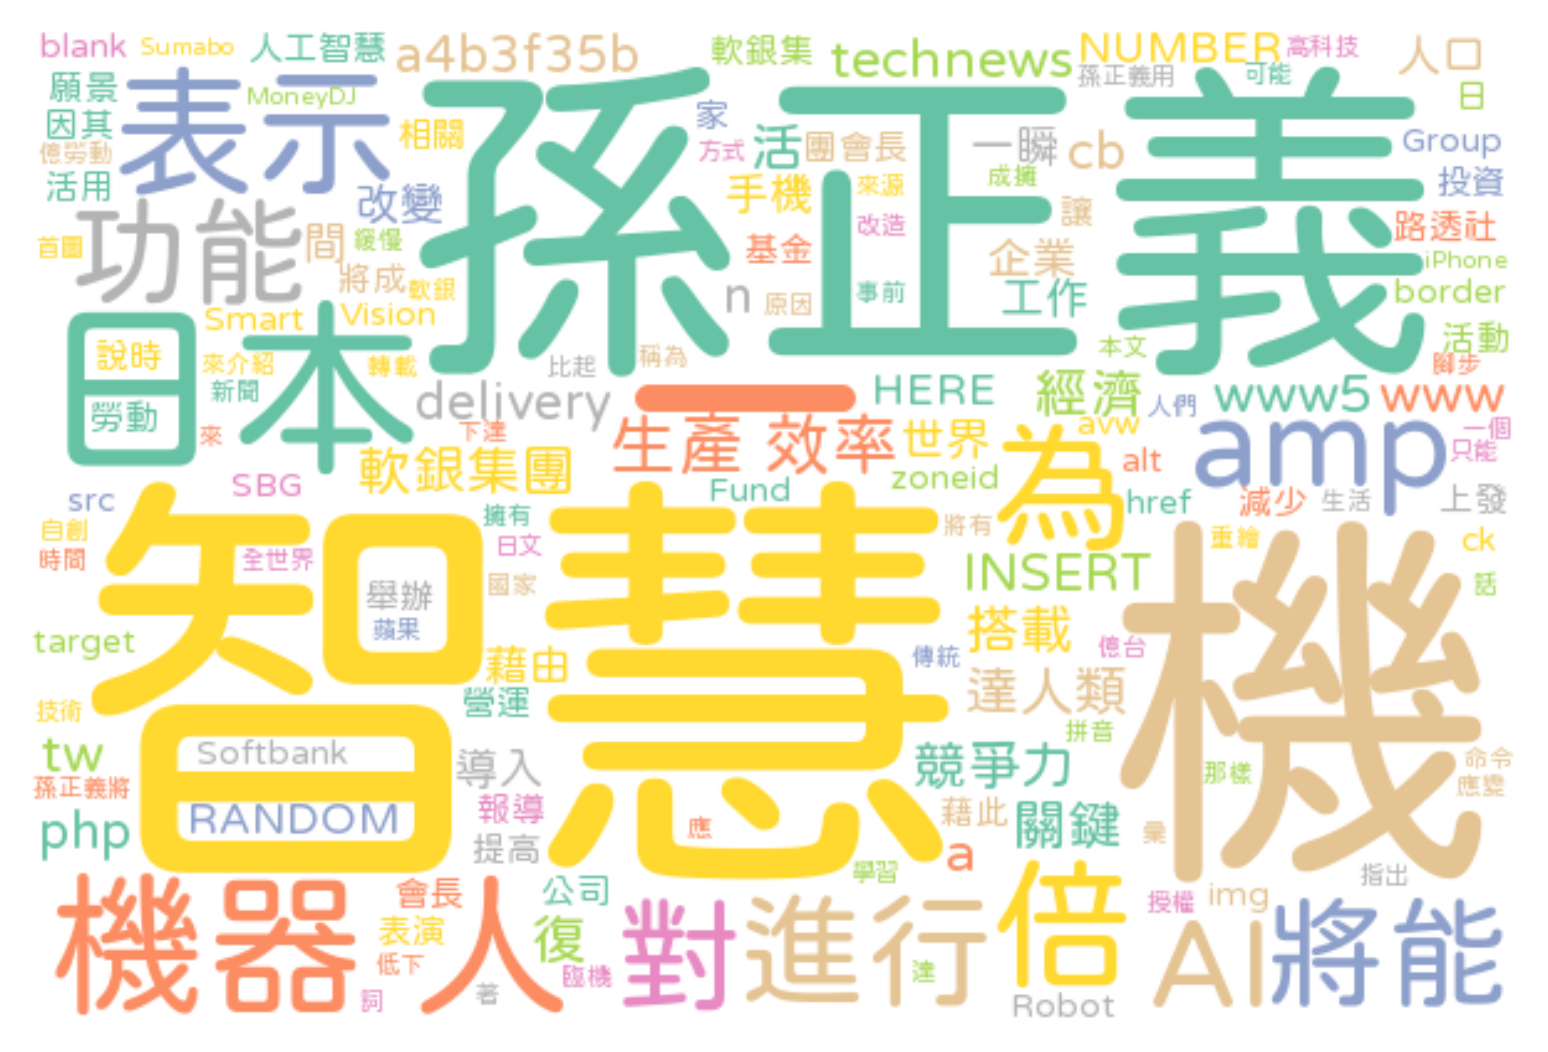 blank Sumabo 人工智慧 a4b3f35b 軟銀集 technews NUMBER 高科技 人口
願景 MoneyDJ 孫正義用 可能 日
因其 表示 相關 孫正義 家 活 團 會長 一瞬 cb Group
億勞動 方式 成擁
活用 改變 手機 來源 投資
功能 間 緩慢 改造 讓 路透社
首圖 將成 軟銀 基金 企業 iPhone
n 原因 事前 工作 border
Smart Vision 本文 活動
日本 說時 來介紹 轉載 比起 稱為 腳步
新聞 delivery 一 HERE 經濟 人們 www5 www
勞動 來 下達 生產 效率 世界 avw amp 一個
軟銀集團 為 alt 只能
SBG Fund zoneid href 減少 生活 上發
src 擁有 將有
自創 日文 重繪 ck
時間 全世界 國家 INSERT 話
智慧 舉辦 機
蘋果 搭載
target 藉由 傳統 億台
營運 達人類
技術 拼音
tw Softbank 導入 競爭力 那樣 命令
孫正義將 報導 藉此 應變
php RANDOM 提高 應 a 關鍵 彙
學習 指出
機器人 會長 公司 倍 授權 img
表演 復 對 進行 AI 將能
低下 臨機 達
詞 著 Robot